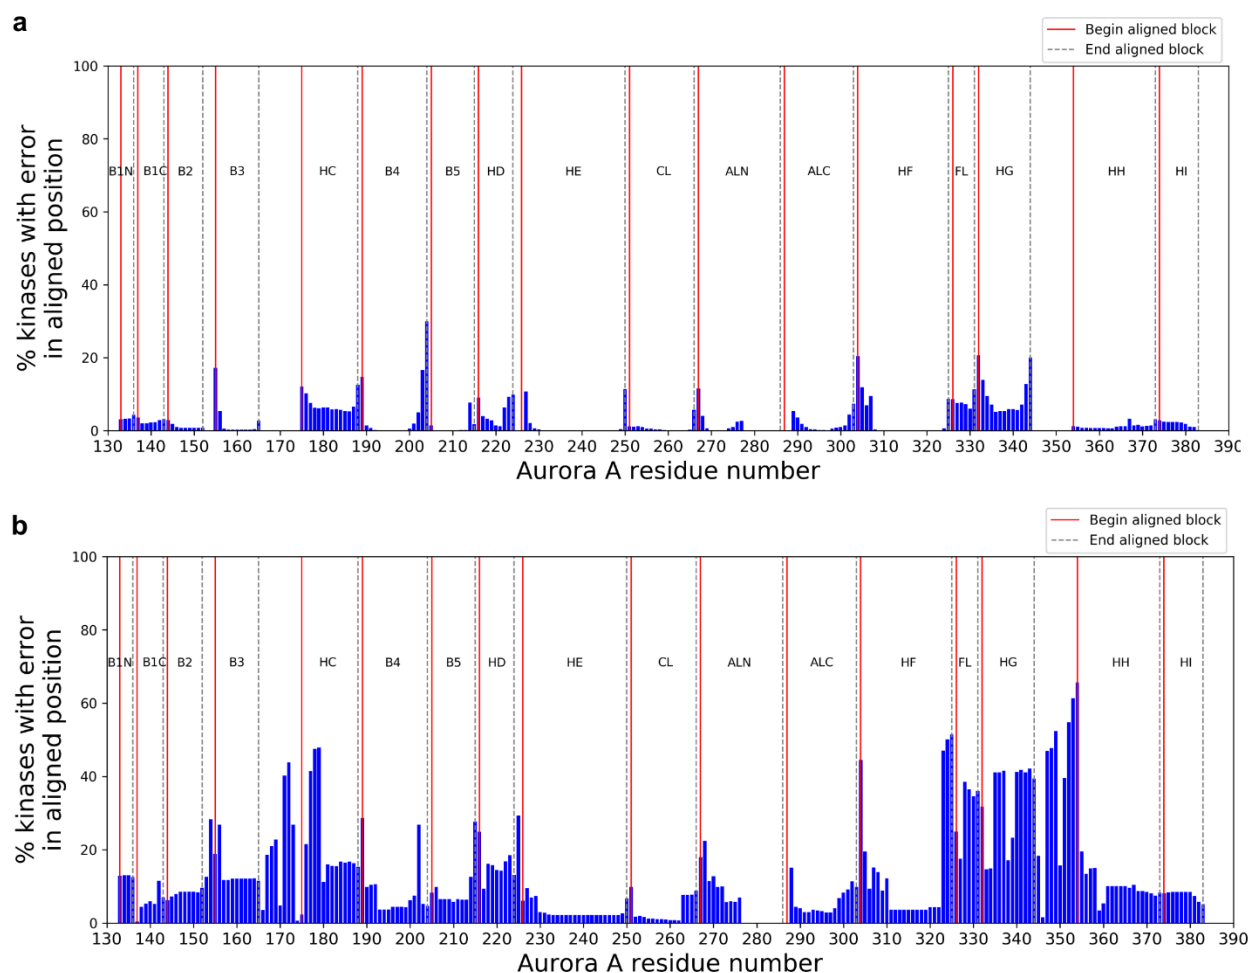 a
Begin aligned block
End aligned block
% kinases with error
in aligned position
100
80
60
40
20
0
B1N B1C B2 B3 HC B4 B5 HD HE CL ALN ALC HF FL HG HH HI
130 140 150 160 170 180 190 200 210 220 230 240 250 260 270 280 290 300 310 320 330 340 350 360 370 380 390
Aurora A residue number
b
Begin aligned block
End aligned block
% kinases with error
in aligned position
100
80
60
40
20
0
B1N B1C B2 B3 HC B4 B5 HD HE CL ALN ALC HF FL HG HH HI
130 140 150 160 170 180 190 200 210 220 230 240 250 260 270 280 290 300 310 320 330 340 350 360 370 380 390
Aurora A residue number